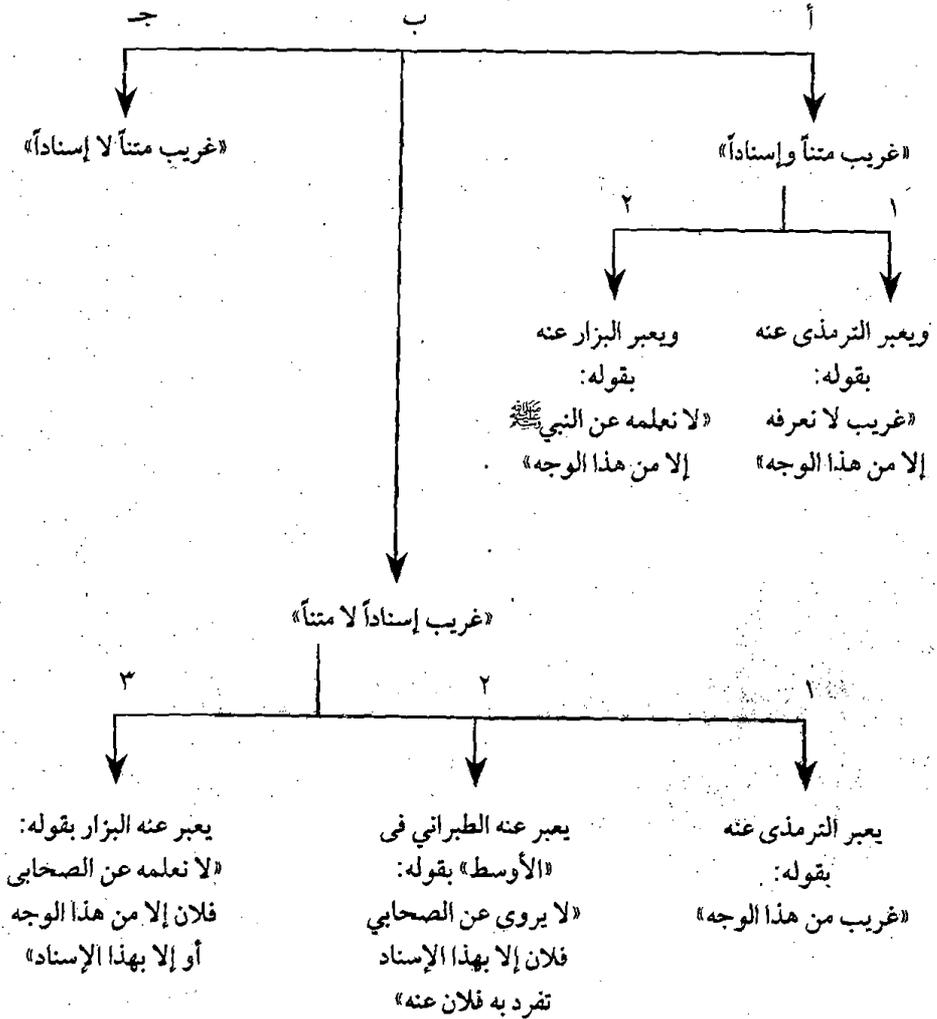 أ
ب
جـ
«غريب متناً وإسناداً»
«غريب متناً لا إسناداً»
١
٢
ويعبر الترمذى عنه
بقوله:
«غريب لا نعرفه
إلا من هذا الوجه»
ويعبر البزار عنه
بقوله:
«لا نعلمه عن النبي ﷺ
إلا من هذا الوجه»
«غريب إسناداً لا متناً»
١
٢
٣
يعبر الترمذى عنه
بقوله:
«غريب من هذا الوجه»
يعبر عنه الطبراني فى
«الأوسط» بقوله:
«لا يروى عن الصحابي
فلان إلا بهذا الإسناد
تفرد به فلان عنه»
يعبر عنه البزار بقوله:
«لا نعلمه عن الصحابى
فلان إلا من هذا الوجه
أو إلا بهذا الإسناد»